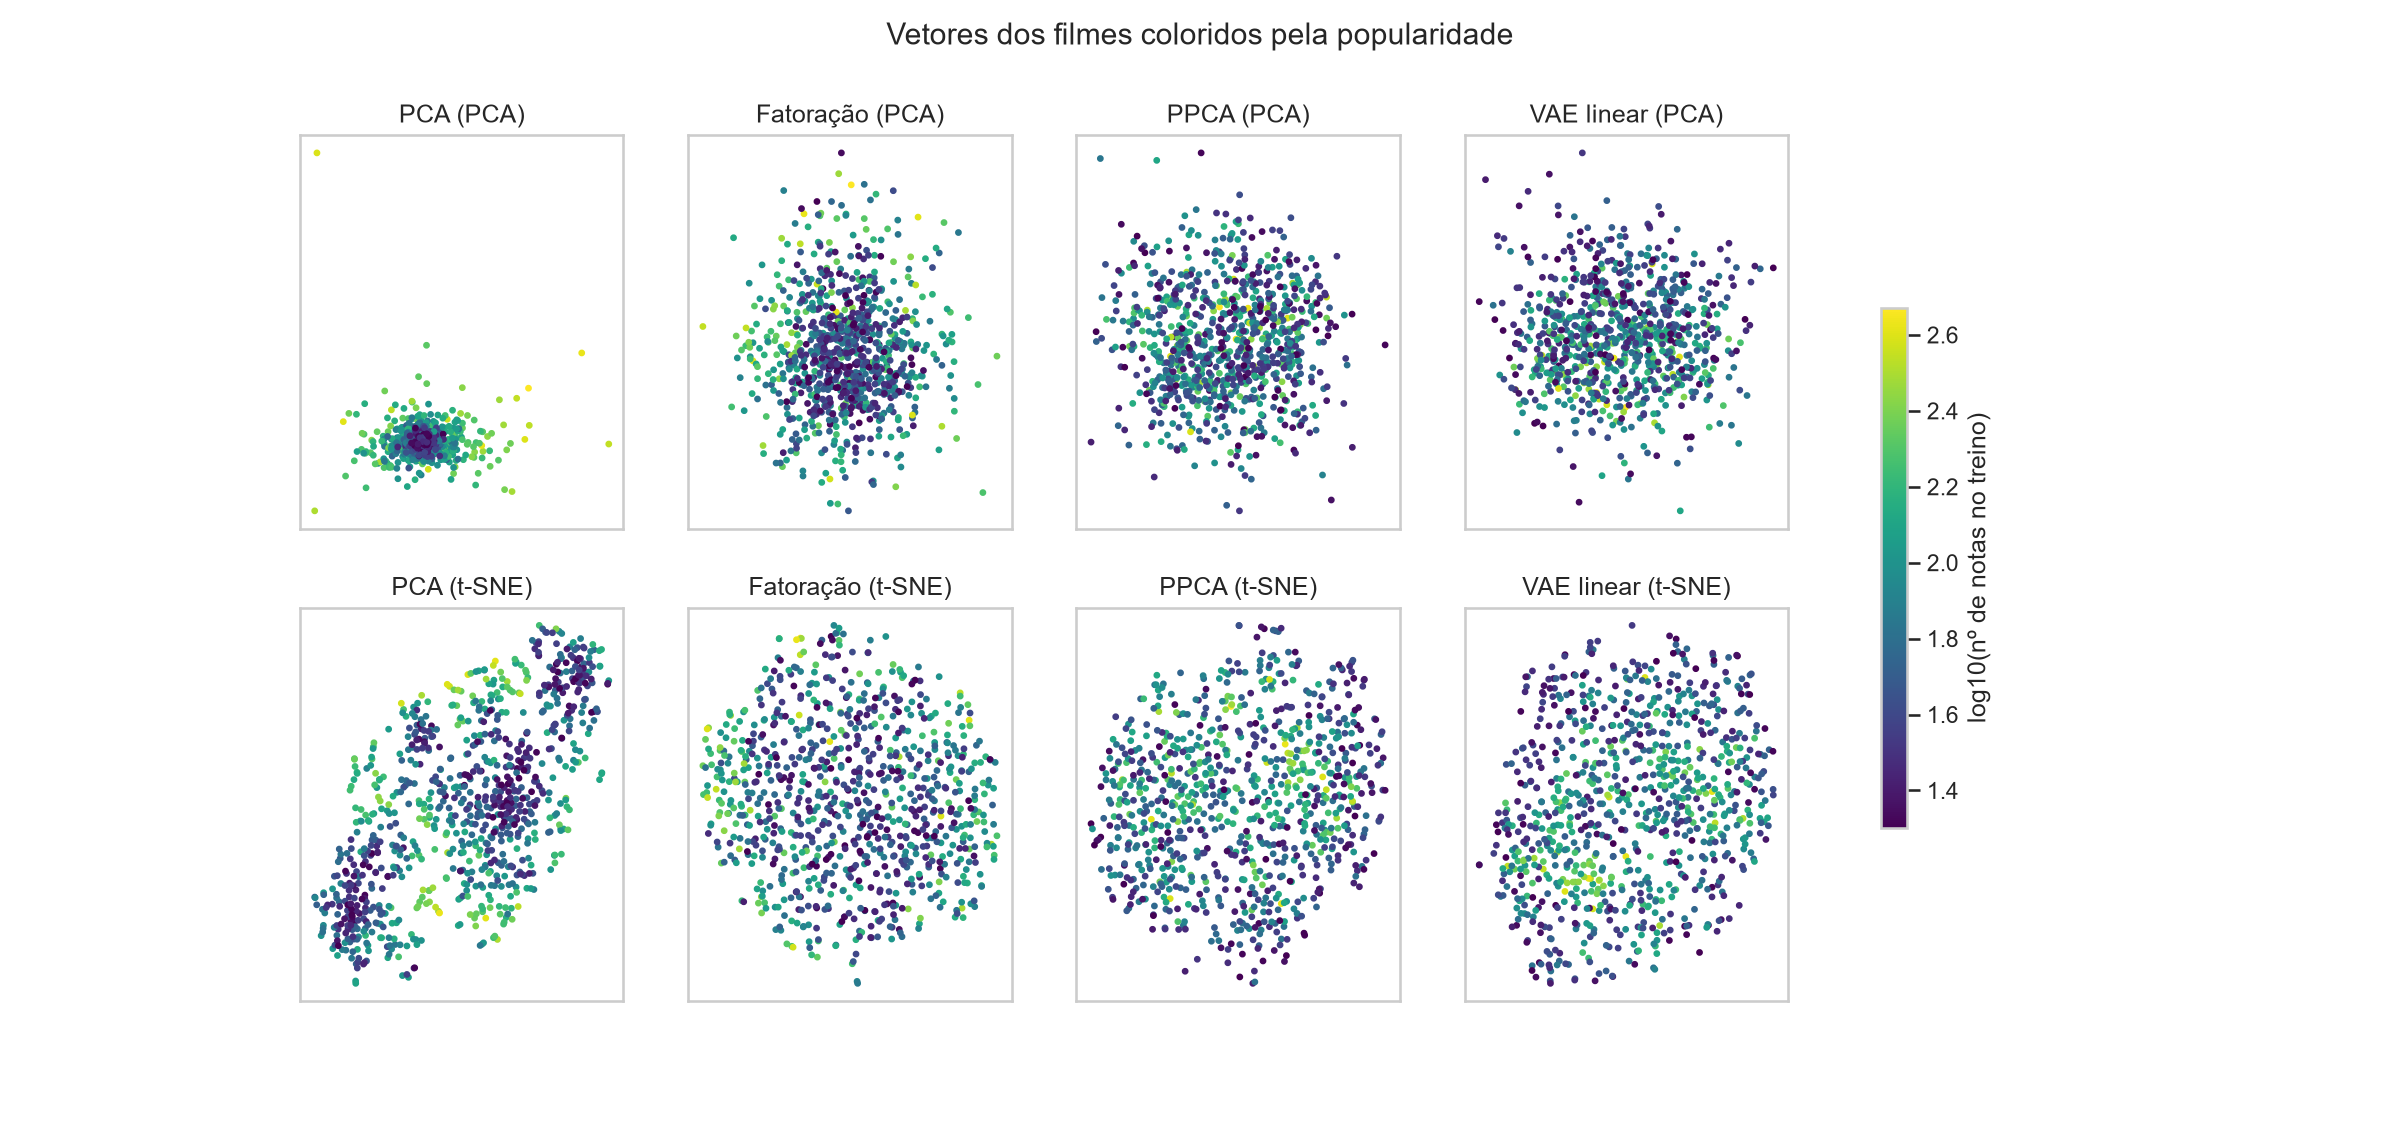 Vetores dos filmes coloridos pela popularidade
PCA (PCA)
Fatoração (PCA)
PPCA (PCA)
VAE linear (PCA)
PCA (t-SNE)
Fatoração (t-SNE)
PPCA (t-SNE)
VAE linear (t-SNE)
2.6
2.4
2.2
2.0
1.8
1.6
1.4
log10(nº de notas no treino)